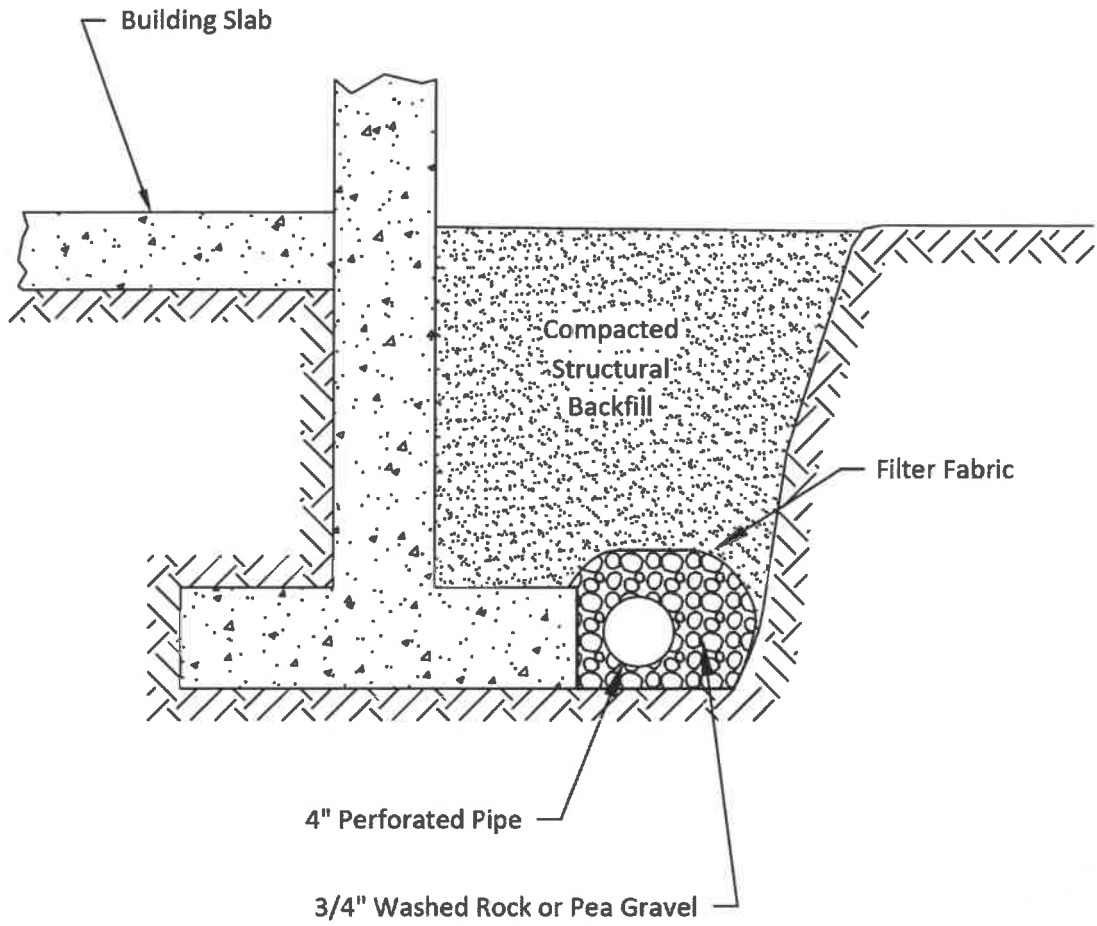 Building Slab
Compacted
Structural
Backfill
Filter Fabric
4" Perforated Pipe
3/4" Washed Rock or Pea Gravel